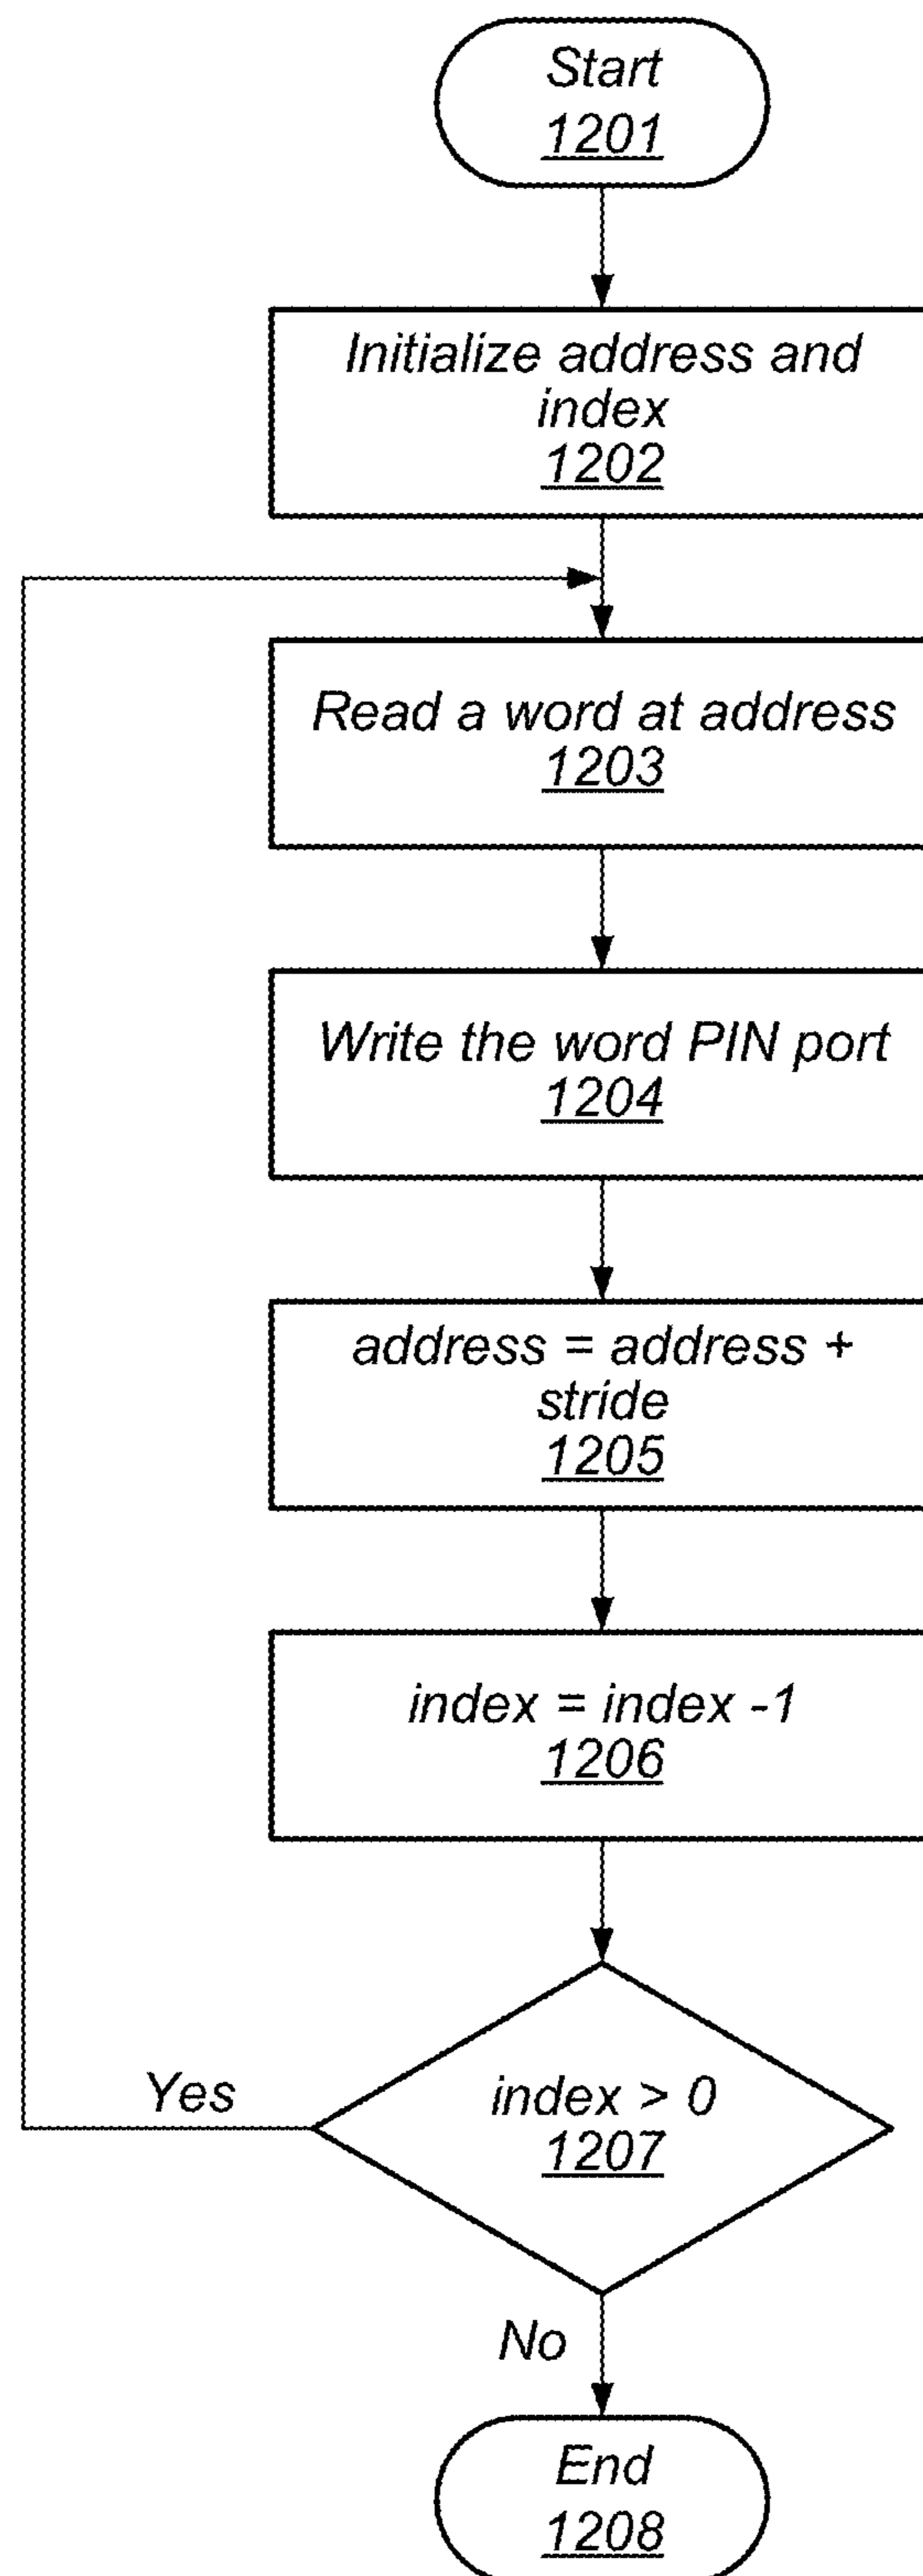 Start
1201
Initialize address and
index
1202
Read a word at address
1203
Write the word PIN port
1204
address = address +
stride
1205
index = index -1
1206
Yes
index > 0
1207
No
End
1208